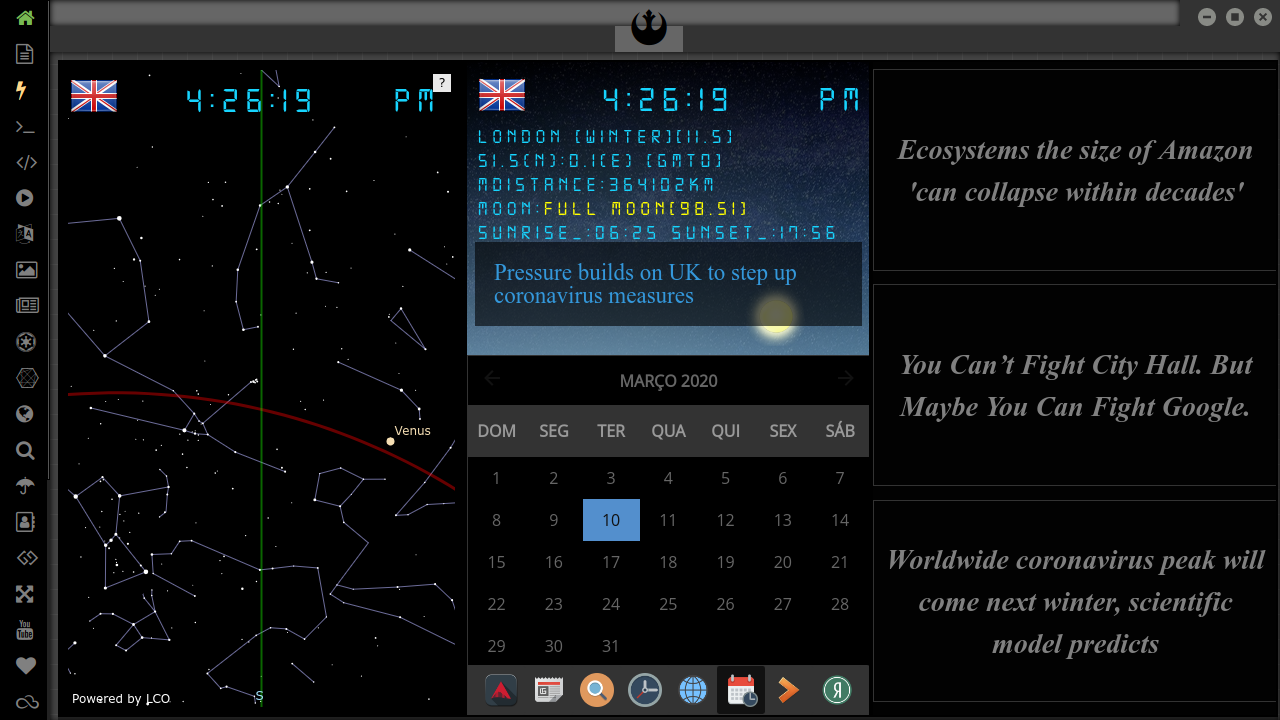 4:26:19 PM
?
Venus
S
Powered by LCO
4:26:19 PM
LONDON [WINTER][11.5]
51.5(N):0.1(E) [GMT0]
MDISTANCE:364102KM
MOON:FULL MOON[98.51]
SUNRISE_:06:25 SUNSET_:17:56
Pressure builds on UK to step up
coronavirus measures
MARÇO 2020
DOM SEG TER QUA QUI SEX SÁB
1 2 3 4 5 6 7
8 9 10 11 12 13 14
15 16 17 18 19 20 21
22 23 24 25 26 27 28
29 30 31
Я
Ecosystems the size of Amazon
'can collapse within decades'
You Can’t Fight City Hall. But
Maybe You Can Fight Google.
Worldwide coronavirus peak will
come next winter, scientific
model predicts
You
Tube